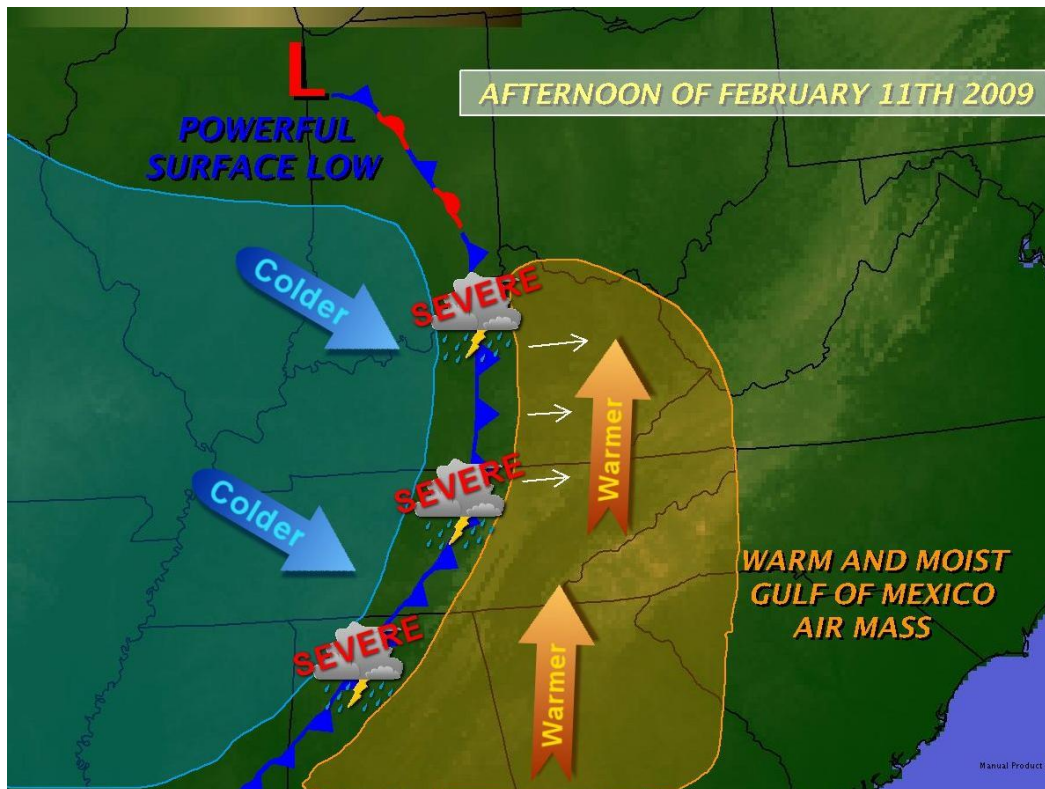 L
AFTERNOON OF FEBRUARY 11TH 2009
POWERFUL
SURFACE LOW
Colder
SEVERE
Warmer
SEVERE
Colder
WARM AND MOIST
GULF OF MEXICO
AIR MASS
SEVERE
Warmer
Manual Product